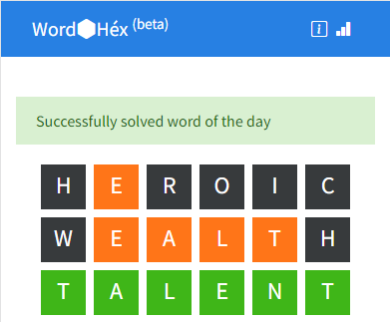 Word⬢Héx (beta)
Successfully solved word of the day
H E R O I C
W E A L T H
T A L E N T